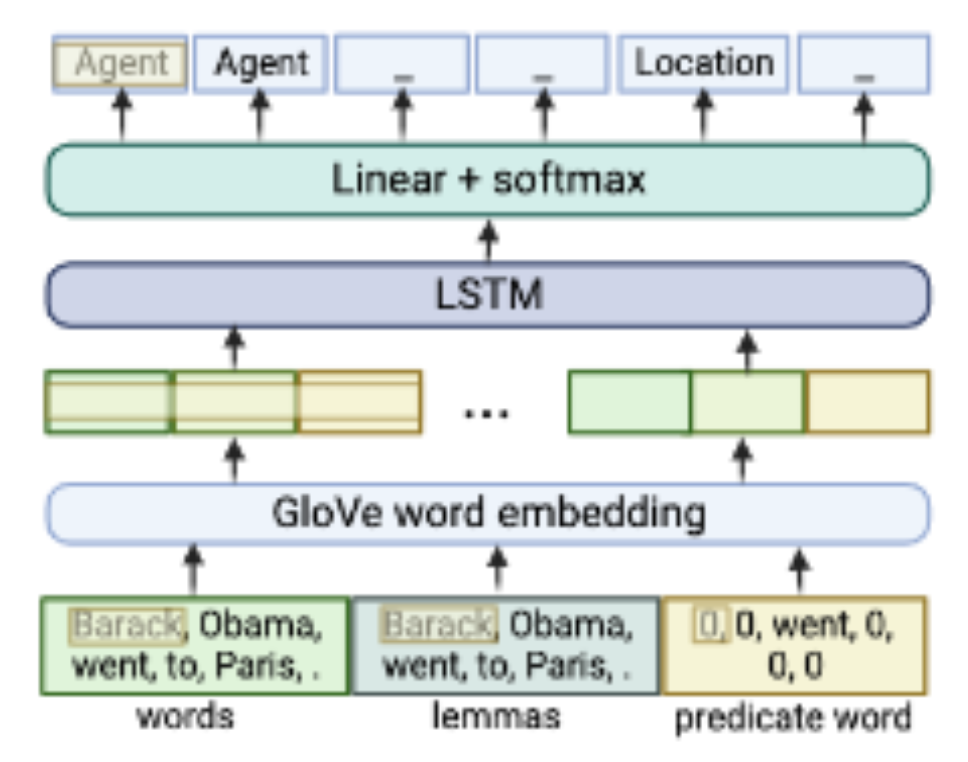 Agent Agent _ _ Location _
Linear + softmax
LSTM
...
GloVe word embedding
Barack, Obama,
went, to, Paris, .
words
Barack, Obama,
went, to, Paris, .
lemmas
0, 0, went, 0,
0, 0
predicate word